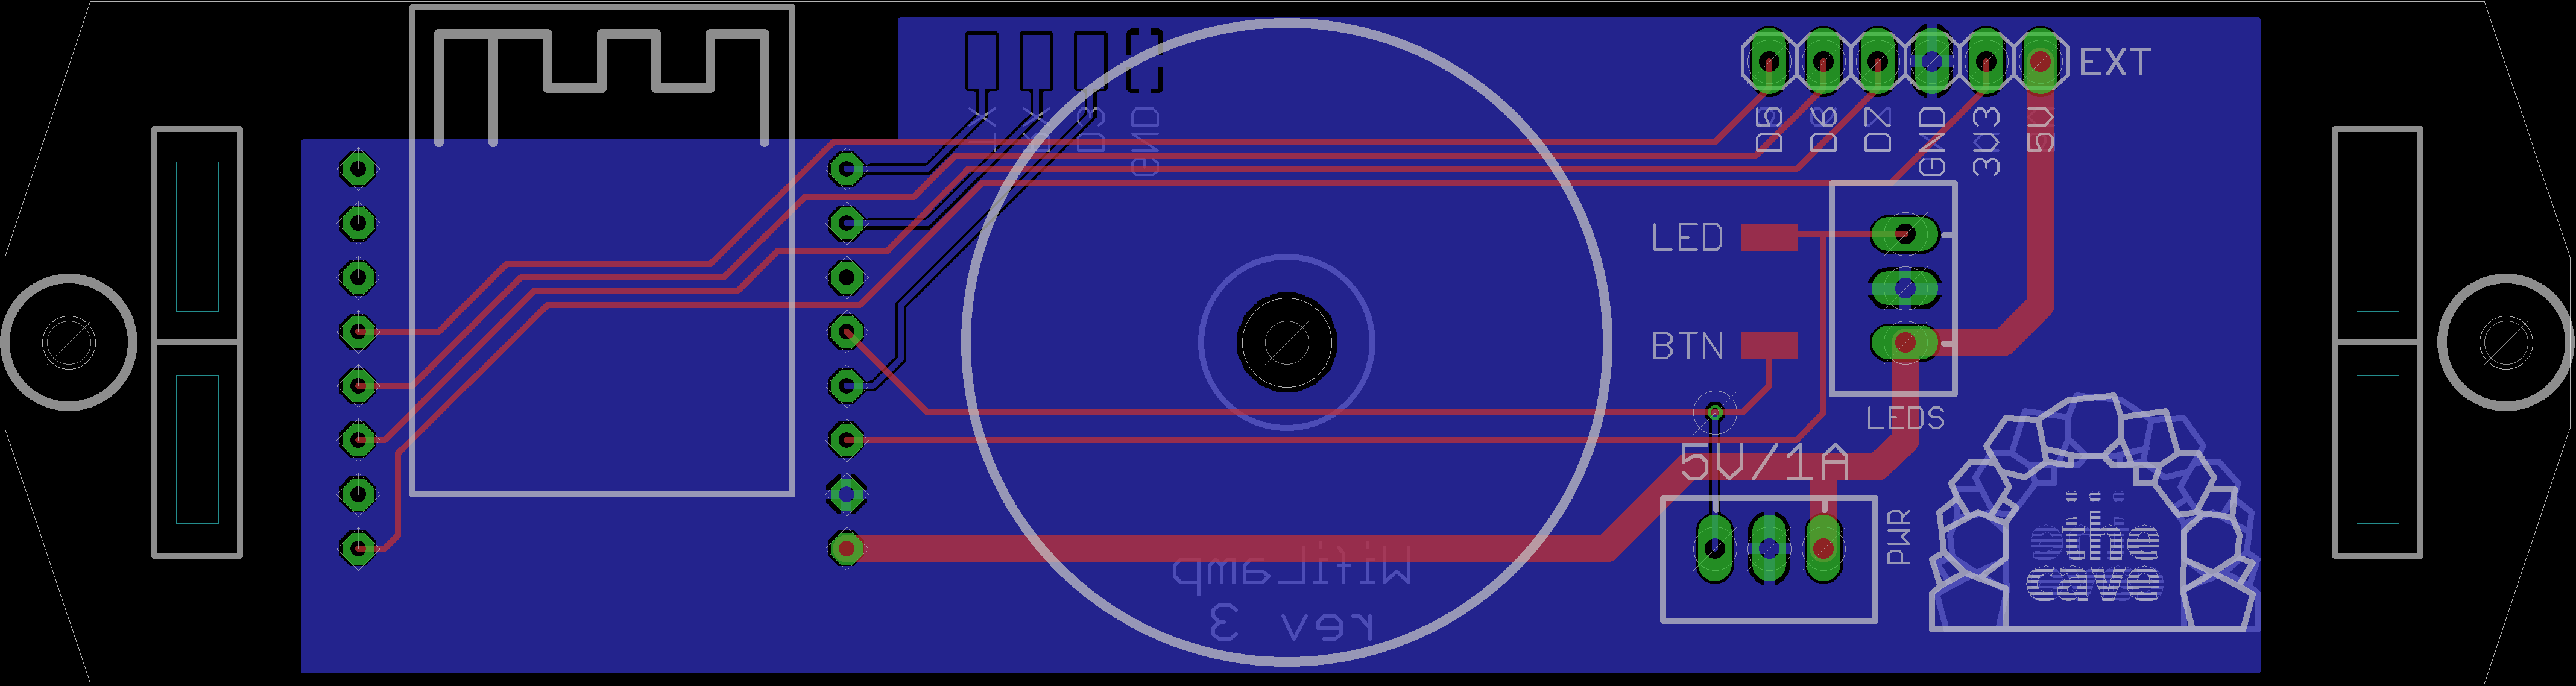 EXT
TX
RX
D3
GND
D5
D6
D7
GND
3V3
5V
LED
BTN
LEDS
5V/1A
PWR
the
cave
WifiLamp
rev 3